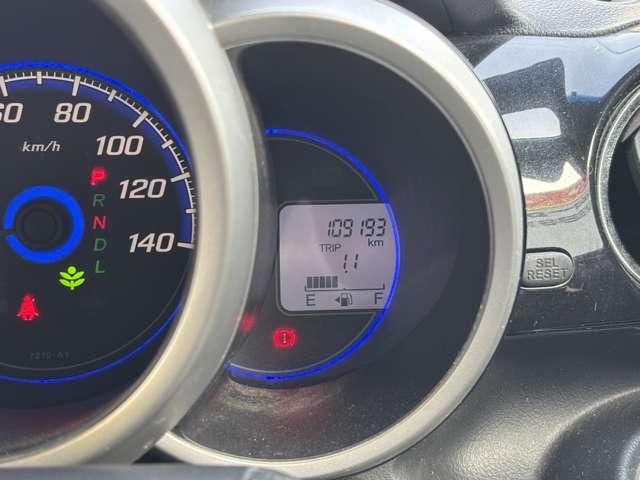 60
80
100
120
140
km/h
P
R
N
D
L
109193
km
TRIP
1.1
E
F
SEL
RESET